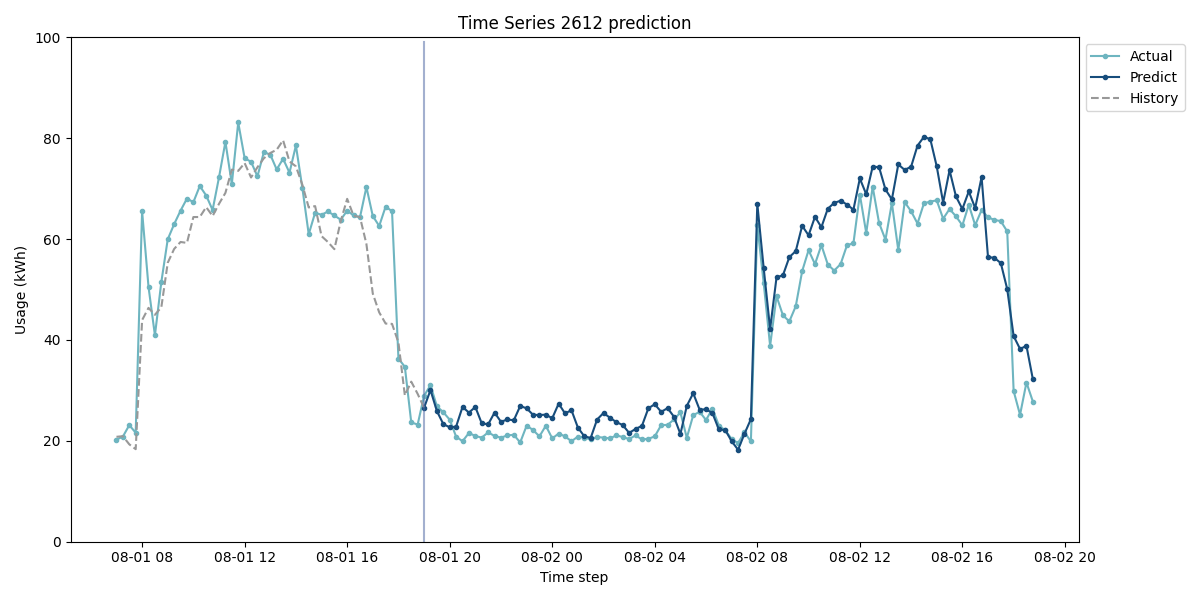 Time Series 2612 prediction
100
80
60
40
20
0
Usage (kWh)
08-01 08
08-01 12
08-01 16
08-01 20
08-02 00
08-02 04
08-02 08
08-02 12
08-02 16
08-02 20
Time step
Actual
Predict
History